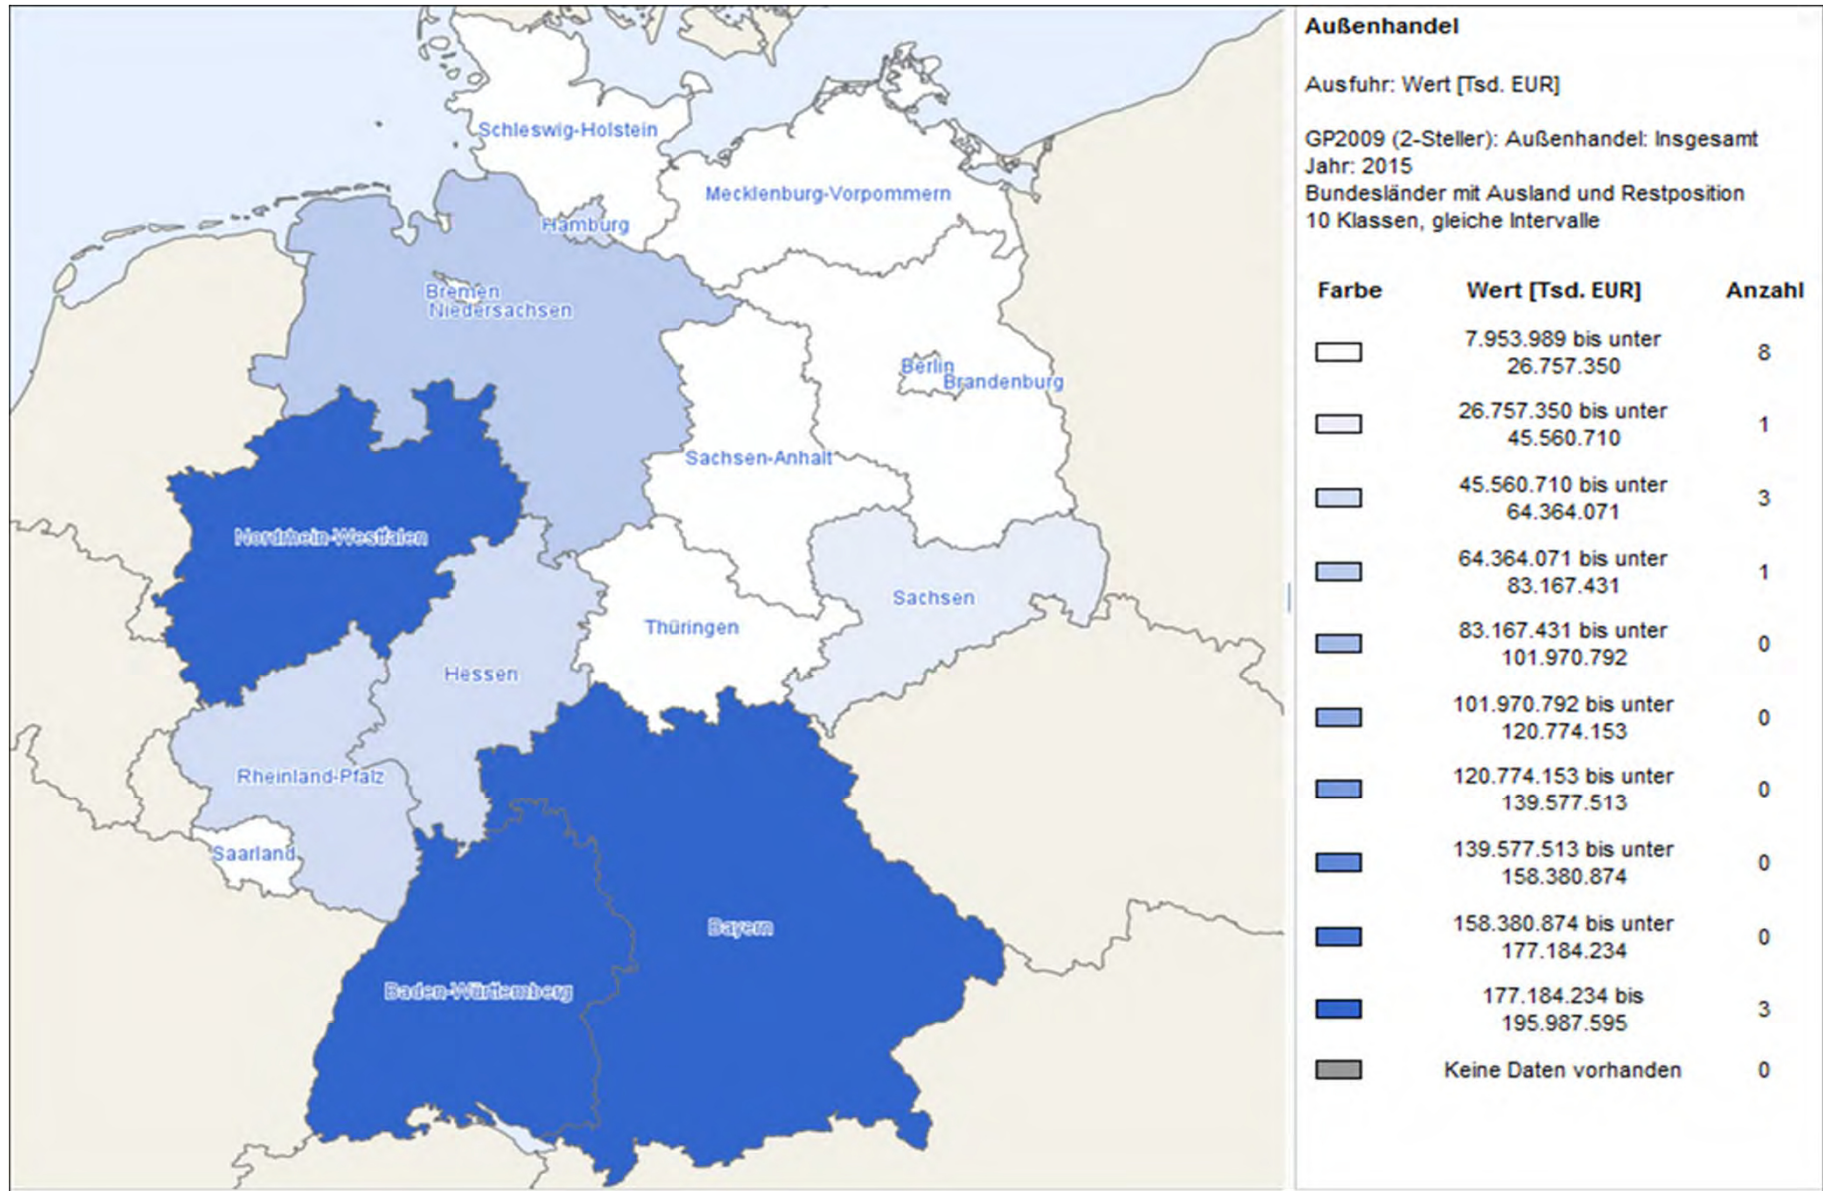 Schleswig-Holstein
Mecklenburg-Vorpommern
Hamburg
Bremen
Niedersachsen
Berlin
Brandenburg
Sachsen-Anhalt
Nordrhein-Westfalen
Sachsen
Thüringen
Hessen
Rheinland-Pfalz
Saarland
Bayern
Baden-Württemberg
Außenhandel
Ausfuhr: Wert [Tsd. EUR]
GP2009 (2-Steller): Außenhandel: Insgesamt
Jahr: 2015
Bundesländer mit Ausland und Restposition
10 Klassen, gleiche Intervalle
Farbe Wert [Tsd. EUR] Anzahl
7.953.989 bis unter
26.757.350 8
26.757.350 bis unter
45.560.710 1
45.560.710 bis unter
64.364.071 3
64.364.071 bis unter
83.167.431 1
83.167.431 bis unter
101.970.792 0
101.970.792 bis unter
120.774.153 0
120.774.153 bis unter
139.577.513 0
139.577.513 bis unter
158.380.874 0
158.380.874 bis unter
177.184.234 0
177.184.234 bis
195.987.595 3
Keine Daten vorhanden 0